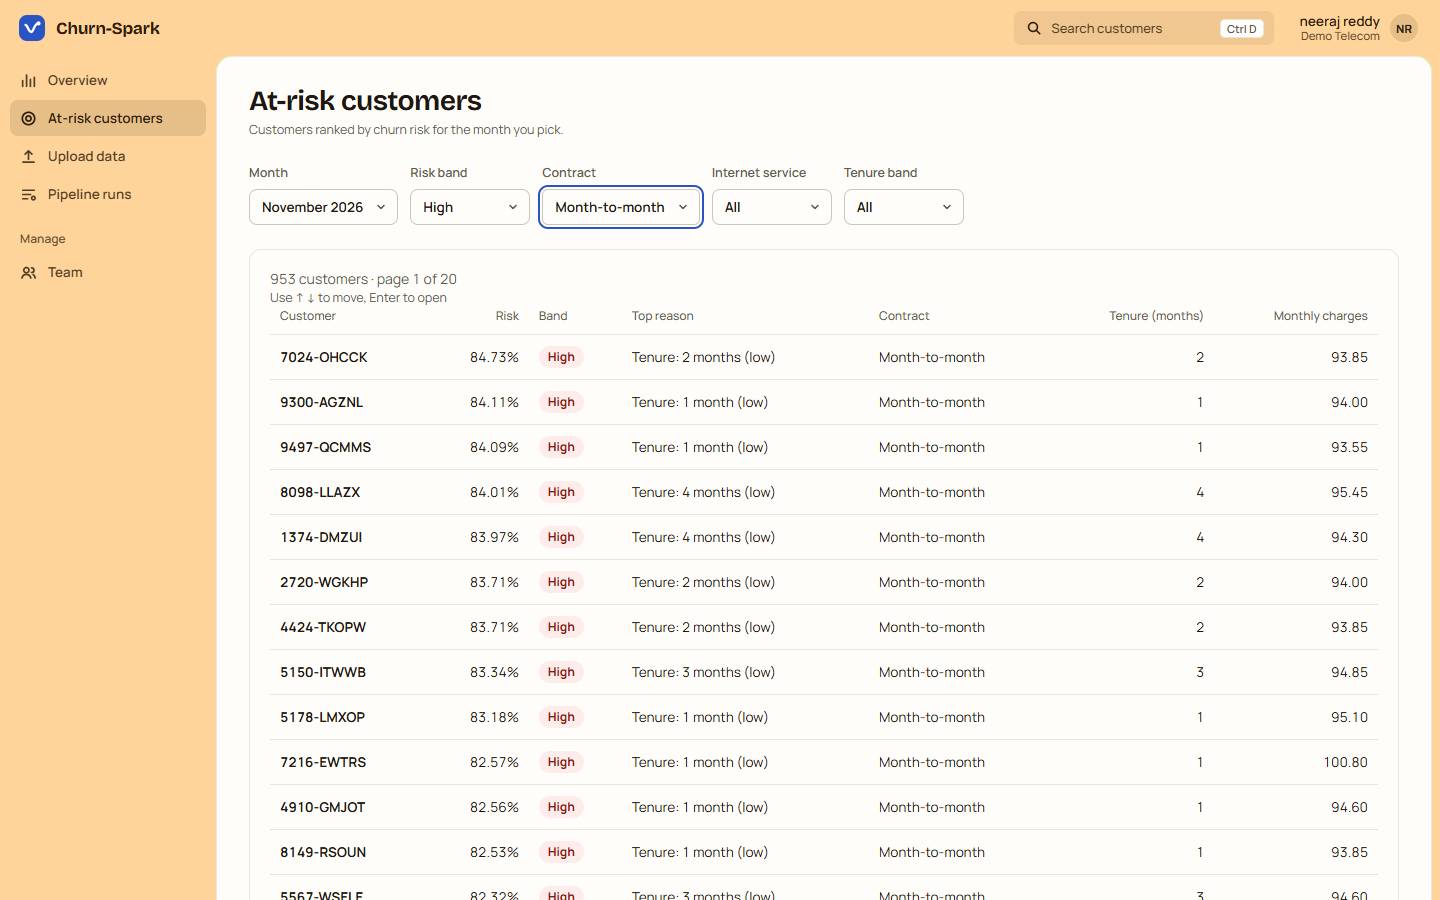 Churn-Spark
Search customers Ctrl D
neeraj reddy
Demo Telecom
NR
Overview
At-risk customers
Upload data
Pipeline runs
Manage
Team
At-risk customers
Customers ranked by churn risk for the month you pick.
Month Risk band Contract Internet service Tenure band
November 2026 High Month-to-month All All
953 customers · page 1 of 20
Use ↑ ↓ to move, Enter to open
Customer Risk Band Top reason Contract Tenure (months) Monthly charges
7024-OHCCK 84.73% High Tenure: 2 months (low) Month-to-month 2 93.85
9300-AGZNL 84.11% High Tenure: 1 month (low) Month-to-month 1 94.00
9497-QCMMS 84.09% High Tenure: 1 month (low) Month-to-month 1 93.55
8098-LLAZX 84.01% High Tenure: 4 months (low) Month-to-month 4 95.45
1374-DMZUI 83.97% High Tenure: 4 months (low) Month-to-month 4 94.30
2720-WGKHP 83.71% High Tenure: 2 months (low) Month-to-month 2 94.00
4424-TKOPW 83.71% High Tenure: 2 months (low) Month-to-month 2 93.85
5150-ITWWB 83.34% High Tenure: 3 months (low) Month-to-month 3 94.85
5178-LMXOP 83.18% High Tenure: 1 month (low) Month-to-month 1 95.10
7216-EWTRS 82.57% High Tenure: 1 month (low) Month-to-month 1 100.80
4910-GMJOT 82.56% High Tenure: 1 month (low) Month-to-month 1 94.60
8149-RSOUN 82.53% High Tenure: 1 month (low) Month-to-month 1 93.85
82.32% High Tenure: 3 months (low) Month-to-month 3 94.60